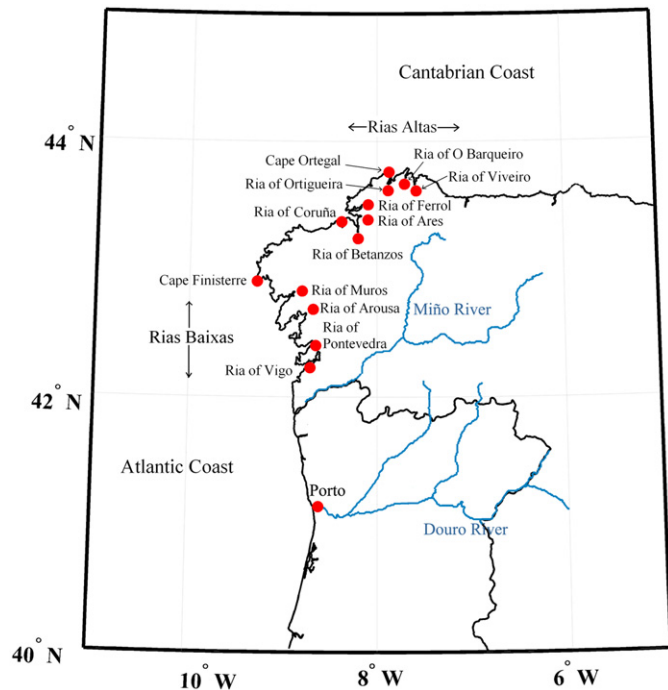 Cantabrian Coast
44° N
←→ Rias Altas ←→
Cape Ortegal
Ria of O Barqueiro
Ria of Ortigueira
Ria of Viveiro
Ria of Coruña
Ria of Ferrol
Ria of Ares
Ria of Betanzos
Cape Finisterre
Ria of Muros
Ria of Arousa
Miño River
Rias Baixas
Ria of
Pontevedra
Ria of Vigo
42° N
Atlantic Coast
Porto
Douro River
40° N
10° W
8° W
6° W